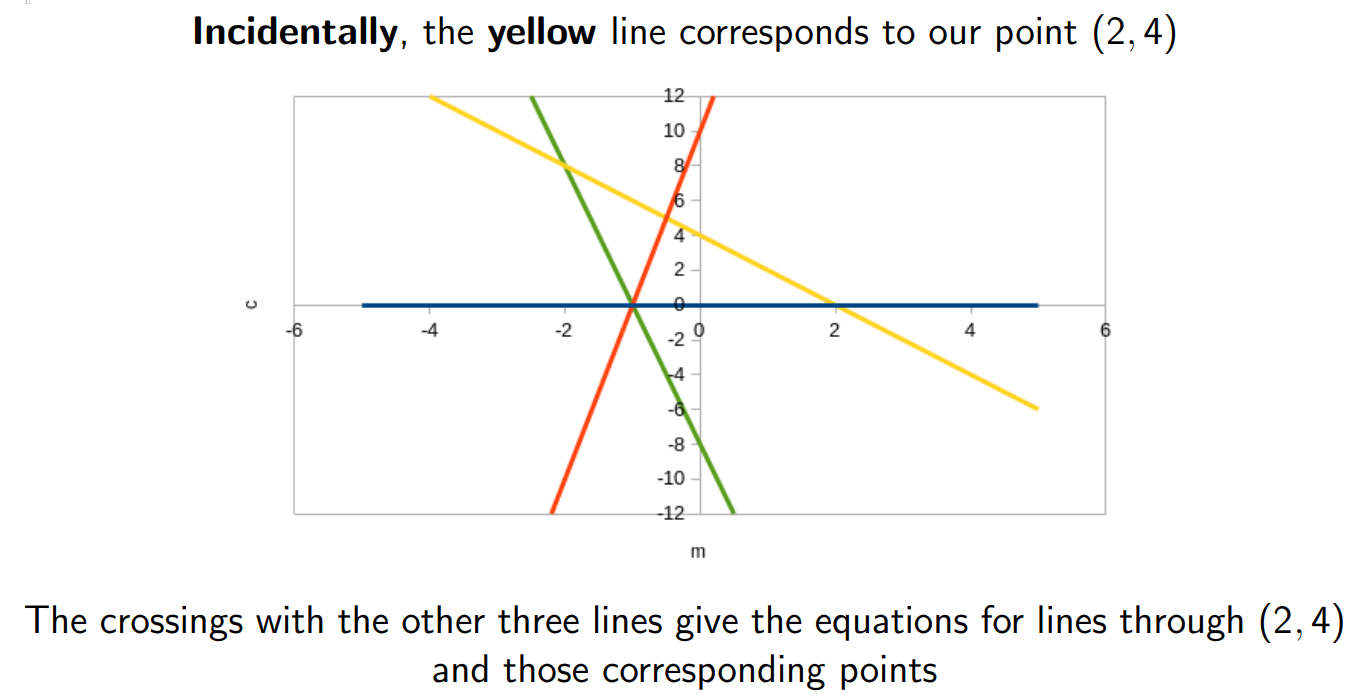 Incidentally, the yellow line corresponds to our point (2, 4)
12
10
8
6
4
2
0
-2
-4
-6
-8
-10
-12
c
-6 -4 -2 0 2 4 6
m
The crossings with the other three lines give the equations for lines through (2, 4)
and those corresponding points